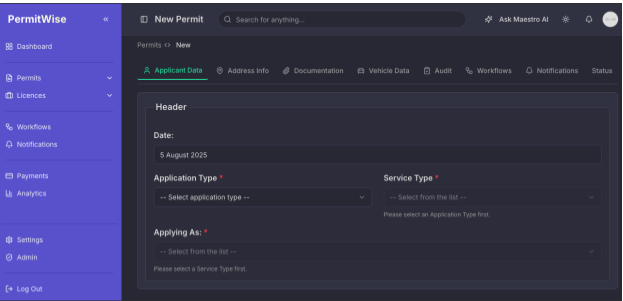 PermitWise
«
New Permit
Search for anything...
Ask Maestro AI
Dashboard
Permits
Licences
Workflows
Notifications
Payments
Analytics
Settings
Admin
Log Out
Permits <> New
Applicant Data
Address Info
Documentation
Vehicle Data
Audit
Workflows
Notifications
Status
Header
Date:
5 August 2025
Application Type *
-- Select application type --
Service Type *
-- Select from the list --
Please select an Application Type first.
Applying As: *
-- Select from the list --
Please select a Service Type first.